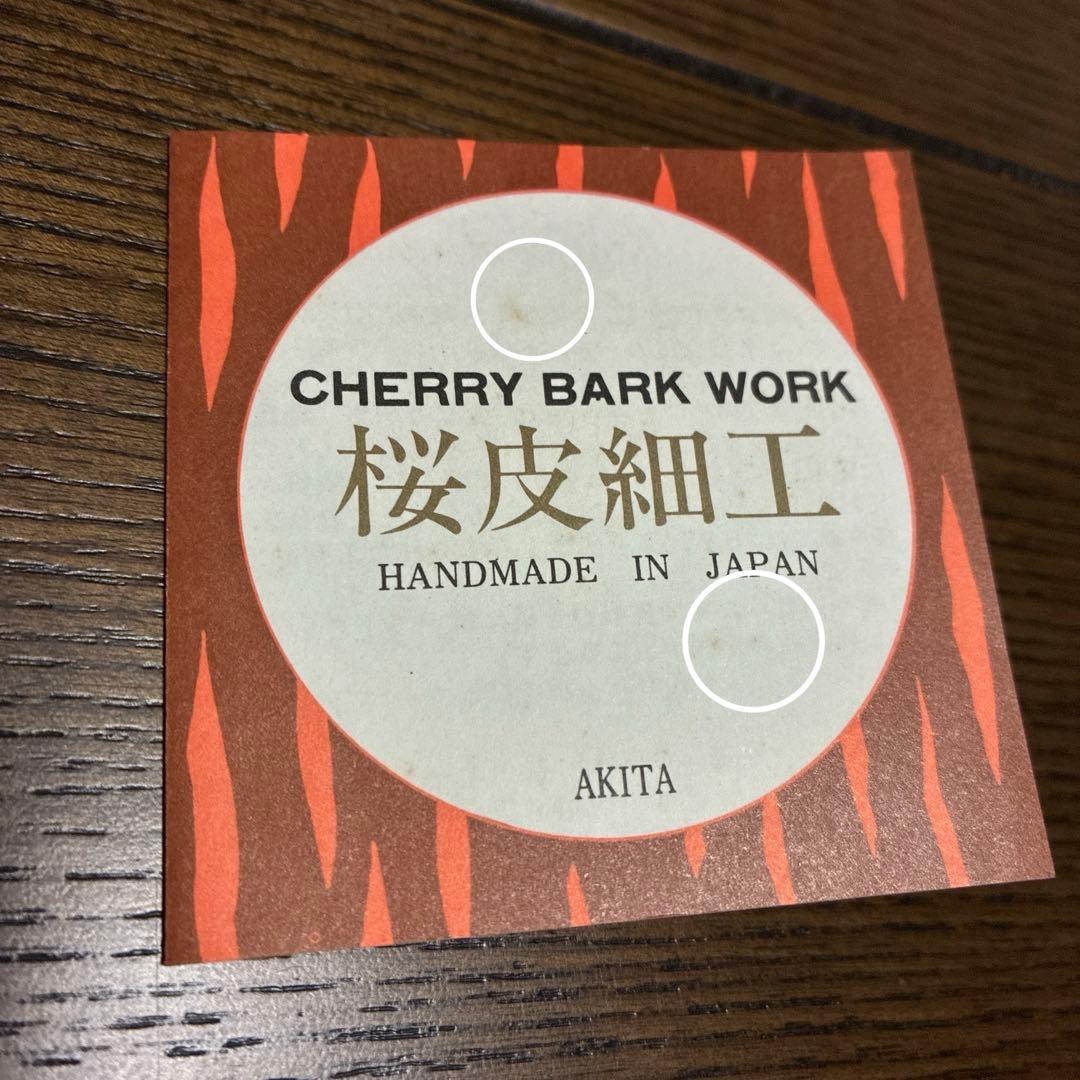 CHERRY BARK WORK
桜皮細工
HANDMADE IN JAPAN
AKITA